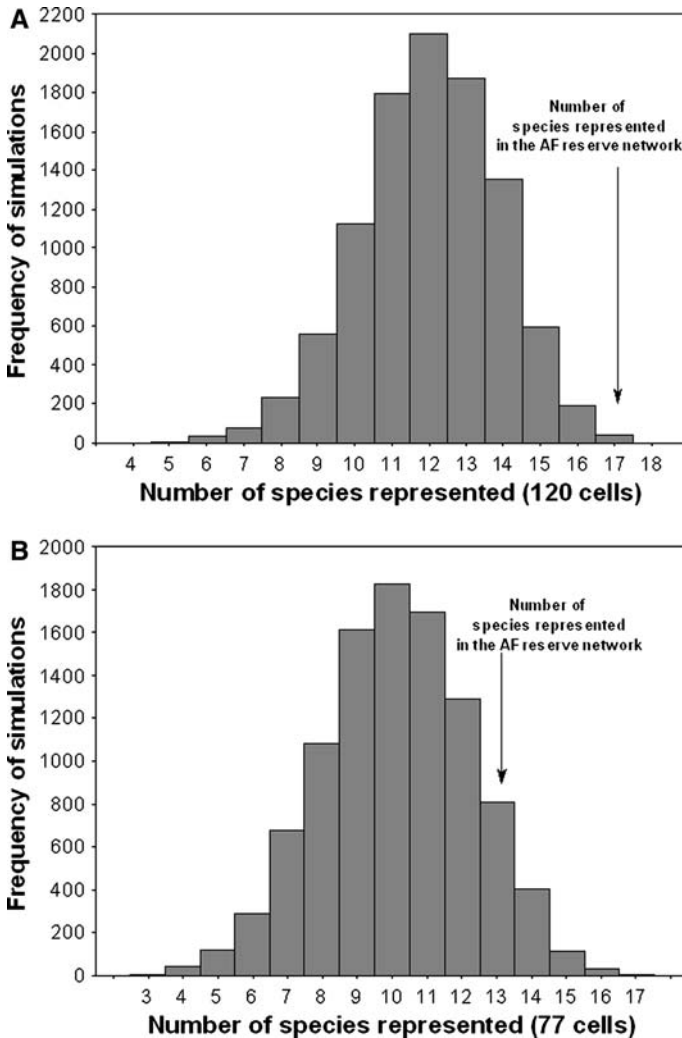 A
Frequency of simulations
2200
2000
1800
1600
1400
1200
1000
800
600
400
200
0
Number of
species represented
in the AF reserve network
4 5 6 7 8 9 10 11 12 13 14 15 16 17 18
Number of species represented (120 cells)
B
Frequency of simulations
2000
1800
1600
1400
1200
1000
800
600
400
200
0
Number of
species represented
in the AF reserve network
3 4 5 6 7 8 9 10 11 12 13 14 15 16 17
Number of species represented (77 cells)